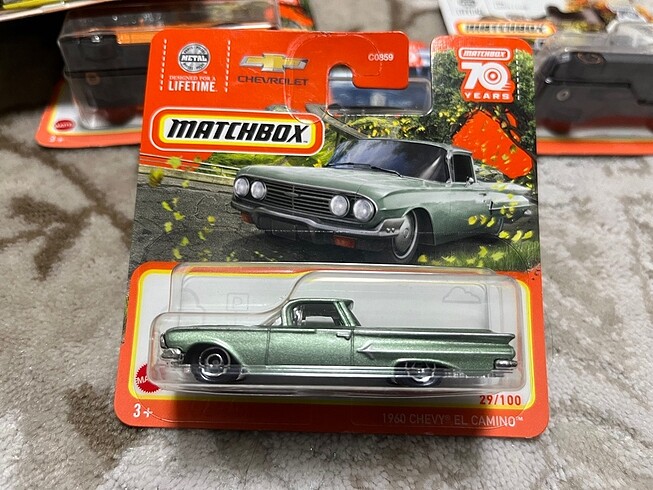 METAL
DESIGNED FOR A
LIFETIME.
CHEVROLET
C0859
MATCHBOX
70
YEARS
MATCHBOX
P
29/100
3+
1960 CHEVY® EL CAMINO™